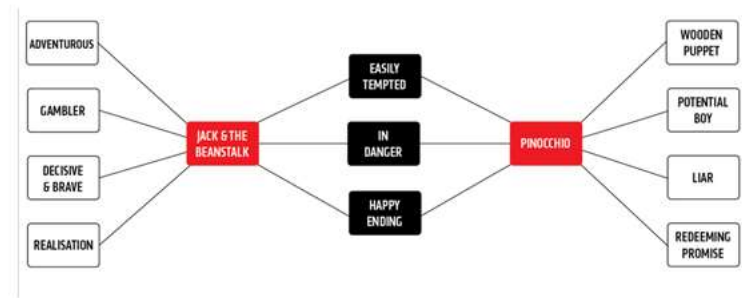 ADVENTUROUS
GAMBLER
DECISIVE
& BRAVE
REALISATION
JACK & THE
BEANSTALK
EASILY
TEMPTED
IN
DANGER
HAPPY
ENDING
PINOCCHIO
WOODEN
PUPPET
POTENTIAL
BOY
LIAR
REDEEMING
PROMISE